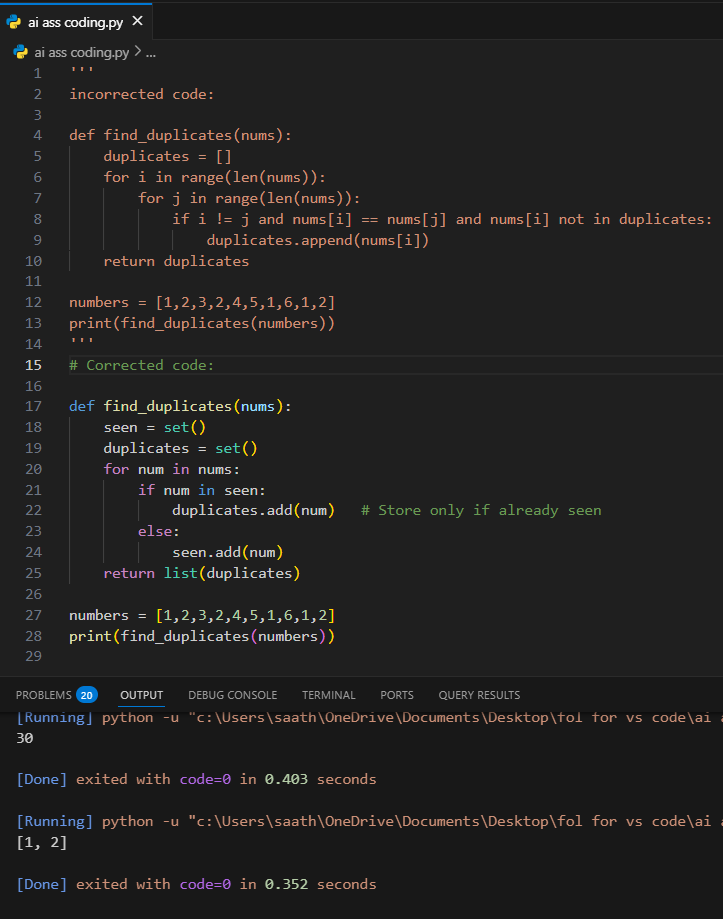 ai ass coding.py ×
ai ass coding.py > ...
1 '''
2 incorrected code:
3
4 def find_duplicates(nums):
5     duplicates = []
6     for i in range(len(nums)):
7         for j in range(len(nums)):
8             if i != j and nums[i] == nums[j] and nums[i] not in duplicates:
9                 duplicates.append(nums[i])
10     return duplicates
11
12 numbers = [1,2,3,2,4,5,1,6,1,2]
13 print(find_duplicates(numbers))
14 '''
15 # Corrected code:
16
17 def find_duplicates(nums):
18     seen = set()
19     duplicates = set()
20     for num in nums:
21         if num in seen:
22             duplicates.add(num)   # Store only if already seen
23         else:
24             seen.add(num)
25     return list(duplicates)
26
27 numbers = [1,2,3,2,4,5,1,6,1,2]
28 print(find_duplicates(numbers))
29
PROBLEMS 20 OUTPUT DEBUG CONSOLE TERMINAL PORTS QUERY RESULTS
[Running] python -u "c:\Users\saath\OneDrive\Documents\Desktop\fol for vs code\ai a
30
[Done] exited with code=0 in 0.403 seconds
[Running] python -u "c:\Users\saath\OneDrive\Documents\Desktop\fol for vs code\ai a
[1, 2]
[Done] exited with code=0 in 0.352 seconds